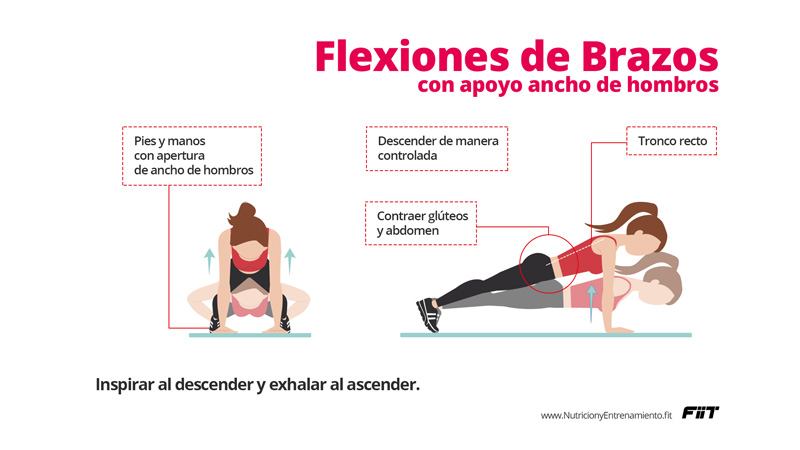 Flexiones de Brazos
con apoyo ancho de hombros
Pies y manos
con apertura
de ancho de hombros
Descender de manera
controlada
Tronco recto
Contraer glúteos
y abdomen
Inspirar al descender y exhalar al ascender.
www.NutricionyEntrenamiento.fit
FiiT